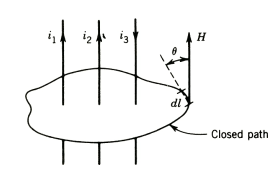 i₁ i₂ i₃ H
θ
dl
Closed path